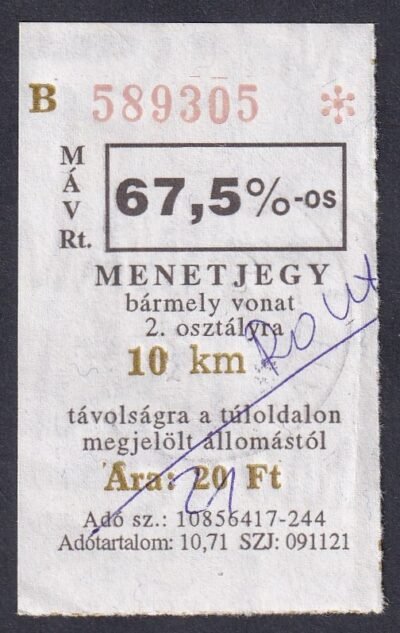 B 589305 *
MÁV Rt.
67,5%-os
MENETJEGY
bármely vonat
2. osztályra
10 km
távolságra a túloldalon
megjelölt állomástól
Ára: 20 Ft
21
Adó sz.: 10856417-244
Adótartalom: 10,71 SZJ: 091121